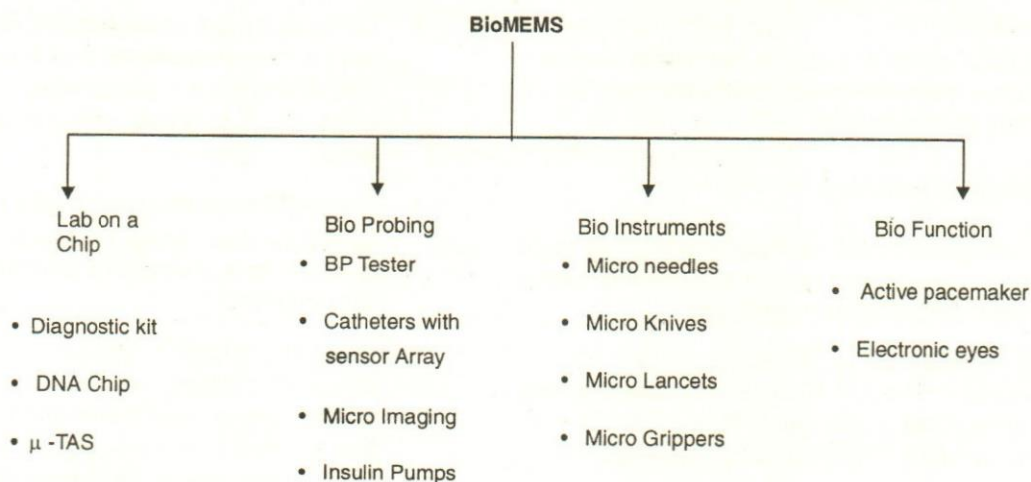 BioMEMS
Lab on a
Chip
• Diagnostic kit
• DNA Chip
• µ -TAS
Bio Probing
• BP Tester
• Catheters with
sensor Array
• Micro Imaging
• Insulin Pumps
Bio Instruments
• Micro needles
• Micro Knives
• Micro Lancets
• Micro Grippers
Bio Function
• Active pacemaker
• Electronic eyes